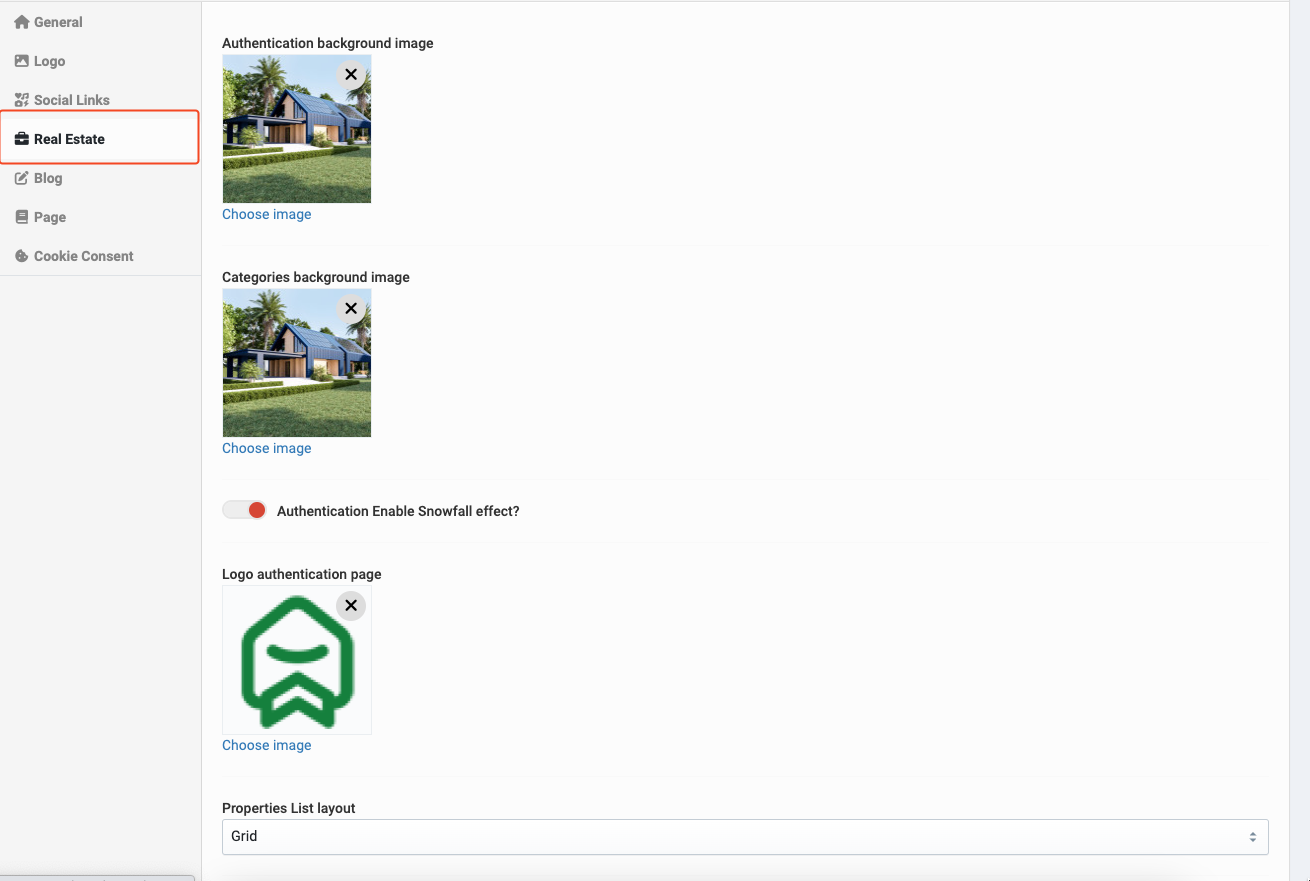 General
Logo
Social Links
Real Estate
Blog
Page
Cookie Consent
Authentication background image
Choose image
Categories background image
Choose image
Authentication Enable Snowfall effect?
Logo authentication page
Choose image
Properties List layout
Grid